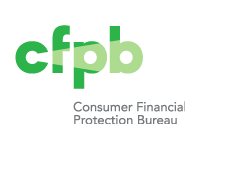 cfpb
Consumer Financial
Protection Bureau